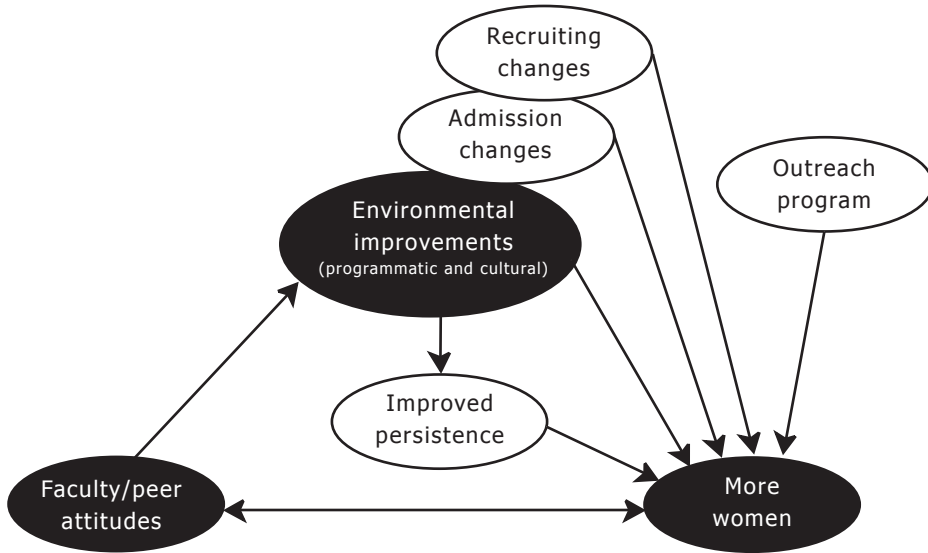 Recruiting
changes
Admission
changes
Outreach
program
Environmental
improvements
(programmatic and cultural)
Improved
persistence
Faculty/peer
attitudes
More
women